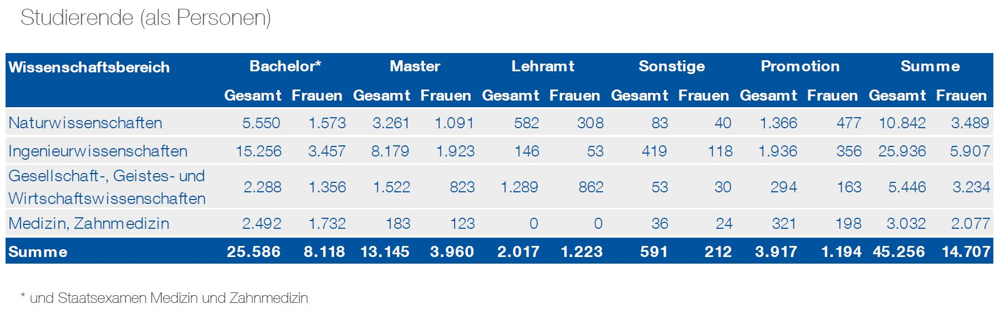 Studierende (als Personen)
Wissenschaftsbereich Bachelor* Master Lehramt Sonstige Promotion Summe
Gesamt Frauen Gesamt Frauen Gesamt Frauen Gesamt Frauen Gesamt Frauen Gesamt Frauen
Naturwissenschaften 5.550 1.573 3.261 1.091 582 308 83 40 1.366 477 10.842 3.489
Ingenieurwissenschaften 15.256 3.457 8.179 1.923 146 53 419 118 1.936 356 25.936 5.907
Gesellschaft-, Geistes- und
Wirtschaftswissenschaften 2.288 1.356 1.522 823 1.289 862 53 30 294 163 5.446 3.234
Medizin, Zahnmedizin 2.492 1.732 183 123 0 0 36 24 321 198 3.032 2.077
Summe 25.586 8.118 13.145 3.960 2.017 1.223 591 212 3.917 1.194 45.256 14.707
* und Staatsexamen Medizin und Zahnmedizin